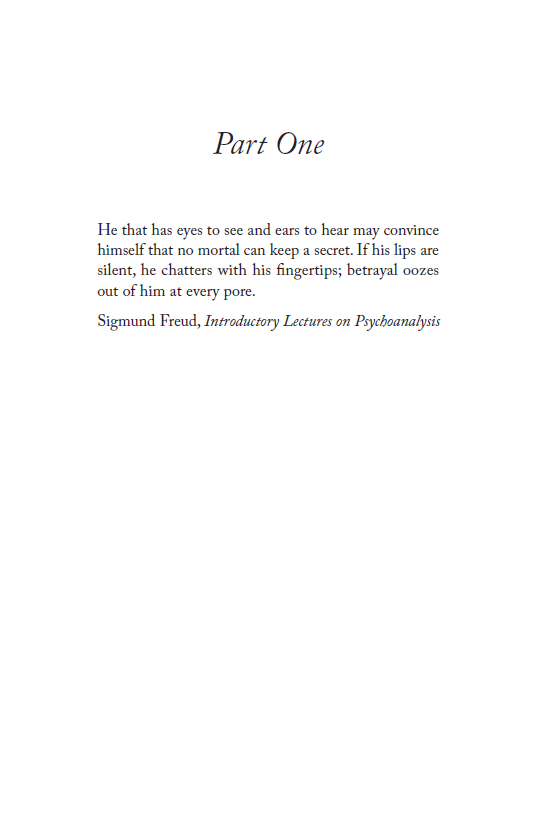 Part One
He that has eyes to see and ears to hear may convince
himself that no mortal can keep a secret. If his lips are
silent, he chatters with his fingertips; betrayal oozes
out of him at every pore.
Sigmund Freud, Introductory Lectures on Psychoanalysis